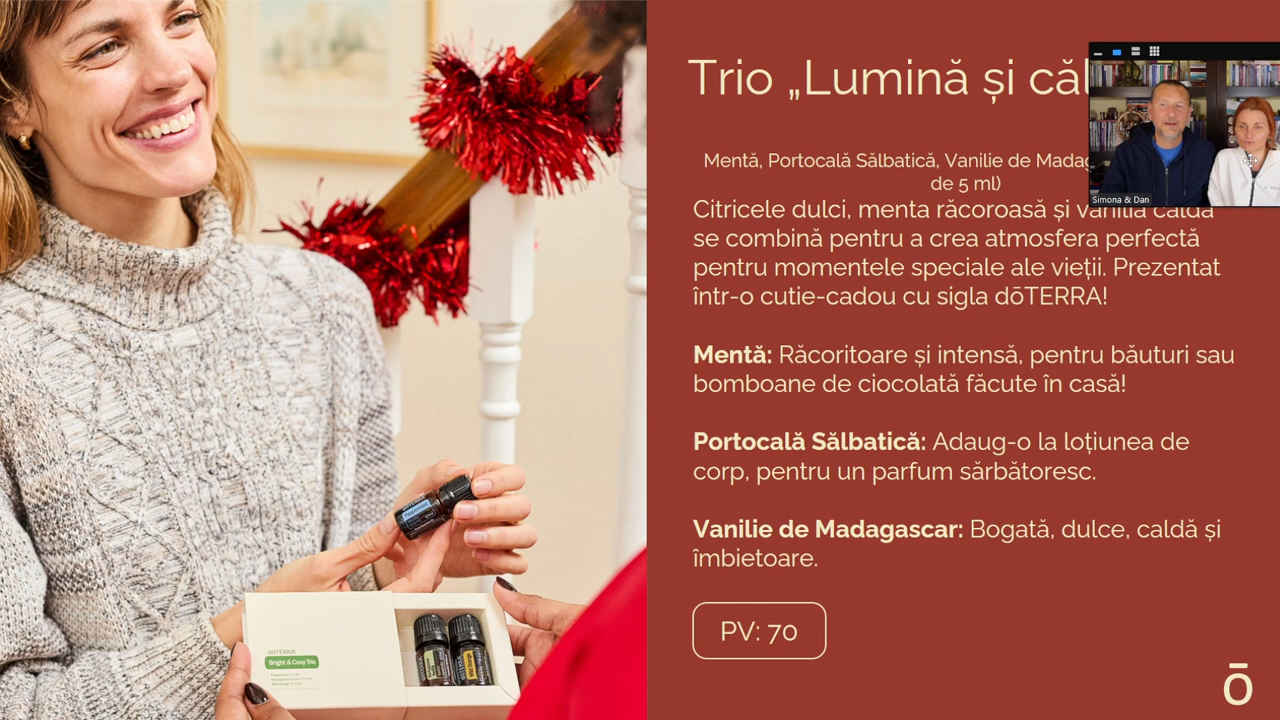 Trio „Lumină și căl
Mentă, Portocală Sălbatică, Vanilie de Madag
de 5 ml)
Citricele dulci, menta răcoroasă și vanilia caldă
se combină pentru a crea atmosfera perfectă
pentru momentele speciale ale vieții. Prezentat
într-o cutie-cadou cu sigla dōTERRA!
Mentă: Răcoritoare și intensă, pentru băuturi sau
bomboane de ciocolată făcute în casă!
Portocală Sălbatică: Adaug-o la loțiunea de
corp, pentru un parfum sărbătoresc.
Vanilie de Madagascar: Bogată, dulce, caldă și
îmbietoare.
PV: 70
ō
Simona & Dan
dōTERRA
Bright & Cosy Trio